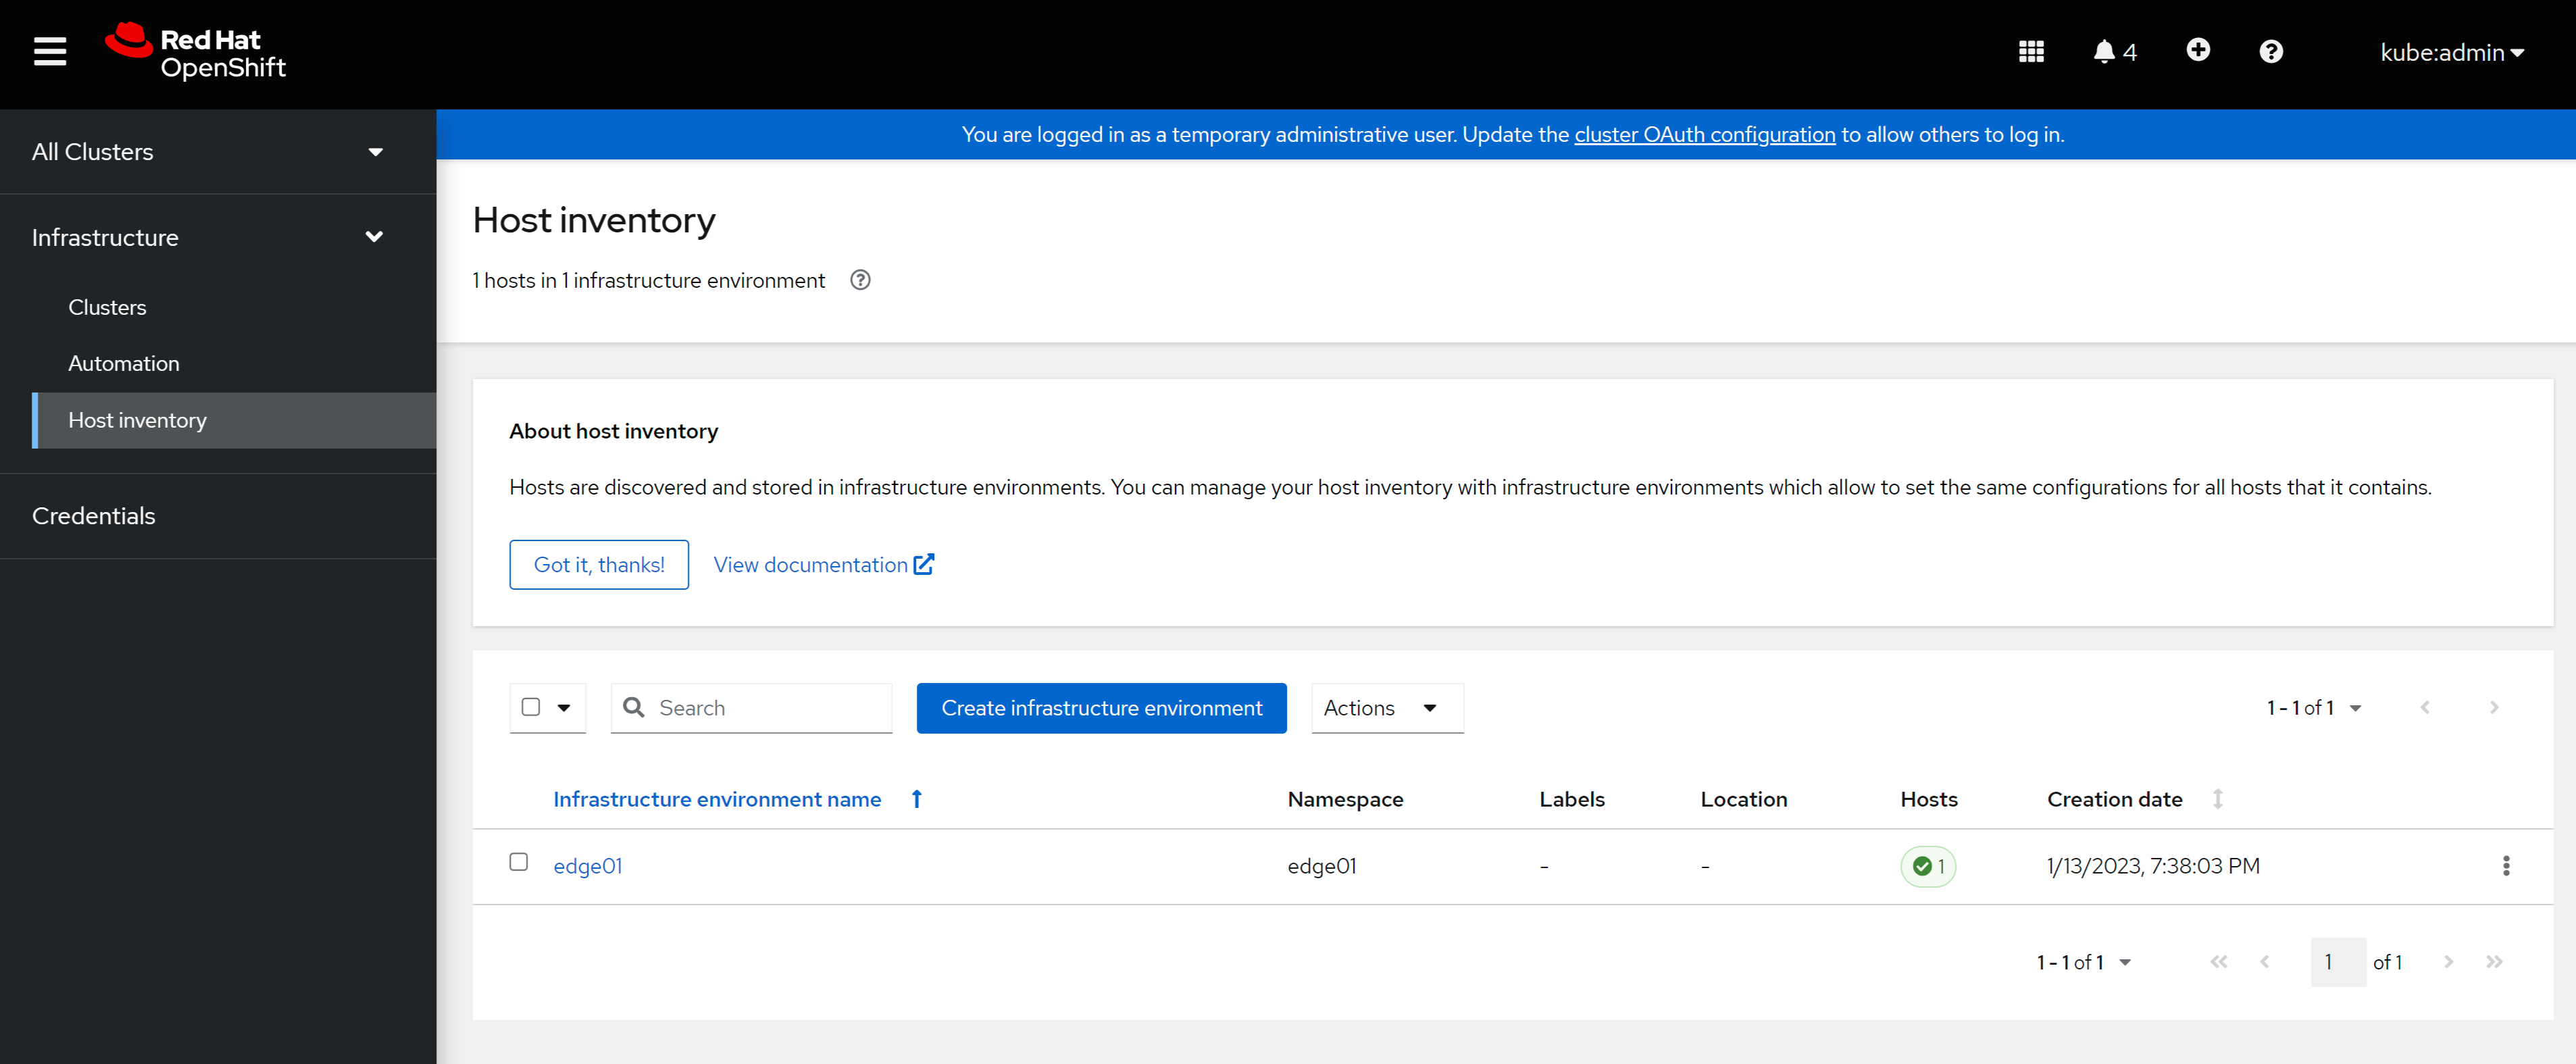 Red Hat
OpenShift
4
kube:admin
All Clusters
Infrastructure
Clusters
Automation
Host inventory
Credentials
You are logged in as a temporary administrative user. Update the cluster OAuth configuration to allow others to log in.
Host inventory
1 hosts in 1 infrastructure environment
About host inventory
Hosts are discovered and stored in infrastructure environments. You can manage your host inventory with infrastructure environments which allow to set the same configurations for all hosts that it contains.
Got it, thanks! View documentation
Search Create infrastructure environment Actions 1 - 1 of 1
Infrastructure environment name Namespace Labels Location Hosts Creation date
edge01 edge01 - - 1 1/13/2023, 7:38:03 PM
1 - 1 of 1 1 of 1